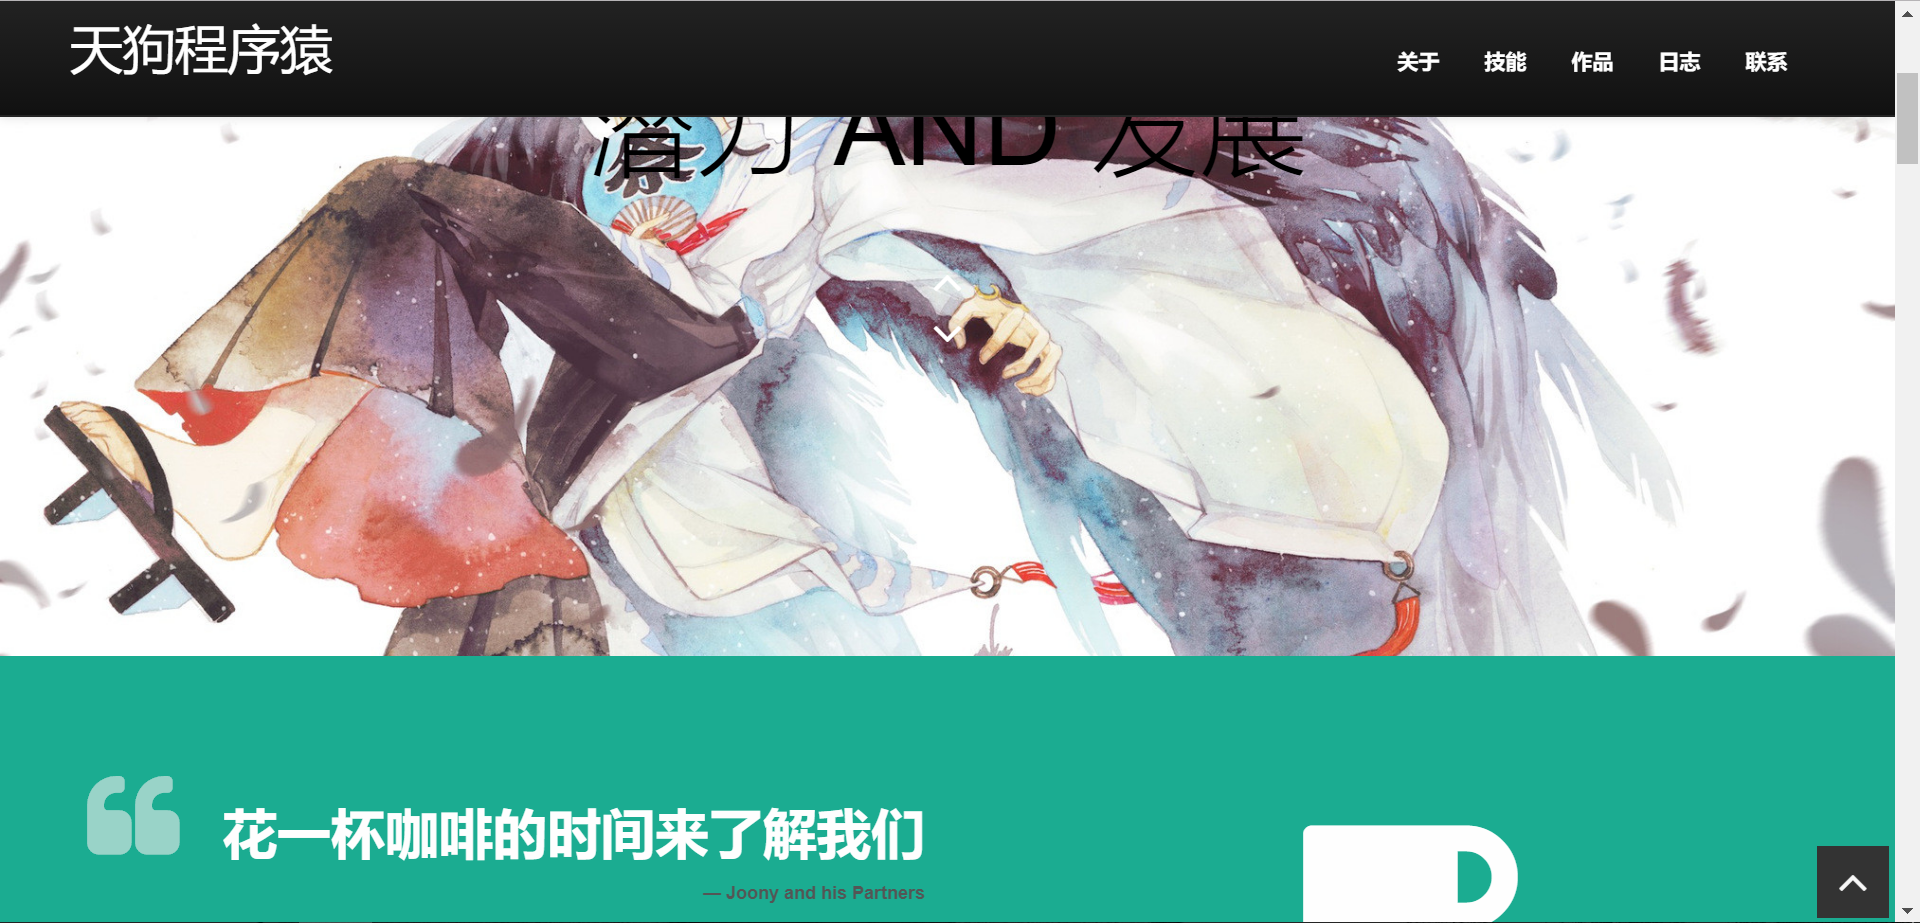 天狗程序猿
关于 技能 作品 日志 联系
潜力 AND 发展
花一杯咖啡的时间来了解我们
— Joony and his Partners